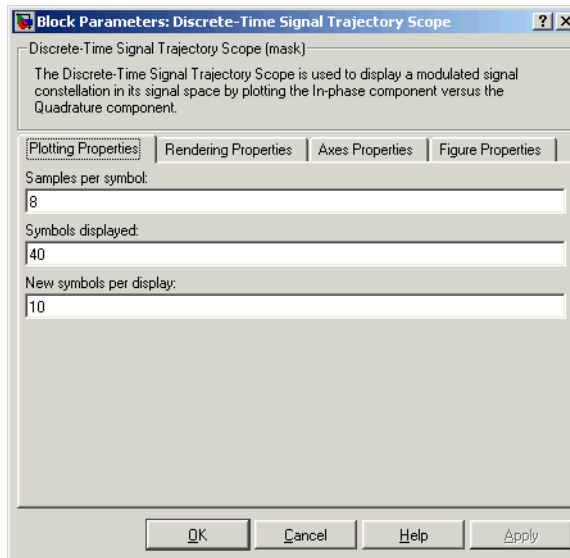 Block Parameters: Discrete-Time Signal Trajectory Scope
Discrete-Time Signal Trajectory Scope (mask)
The Discrete-Time Signal Trajectory Scope is used to display a modulated signal
constellation in its signal space by plotting the In-phase component versus the
Quadrature component.
Plotting Properties Rendering Properties Axes Properties Figure Properties
Samples per symbol:
8
Symbols displayed:
40
New symbols per display:
10
OK Cancel Help Apply